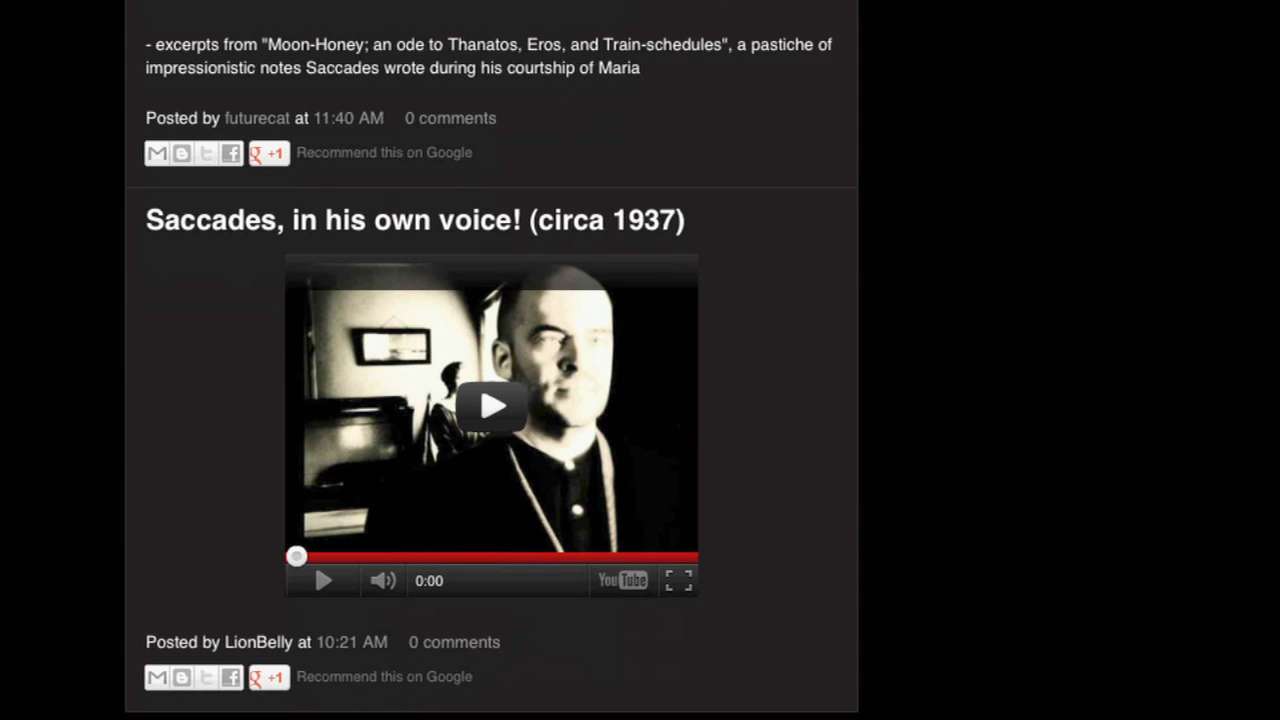 - excerpts from "Moon-Honey; an ode to Thanatos, Eros, and Train-schedules", a pastiche of
impressionistic notes Saccades wrote during his courtship of Maria
Posted by futurecat at 11:40 AM 0 comments
+1 Recommend this on Google
Saccades, in his own voice! (circa 1937)
0:00 YouTube
Posted by LionBelly at 10:21 AM 0 comments
+1 Recommend this on Google